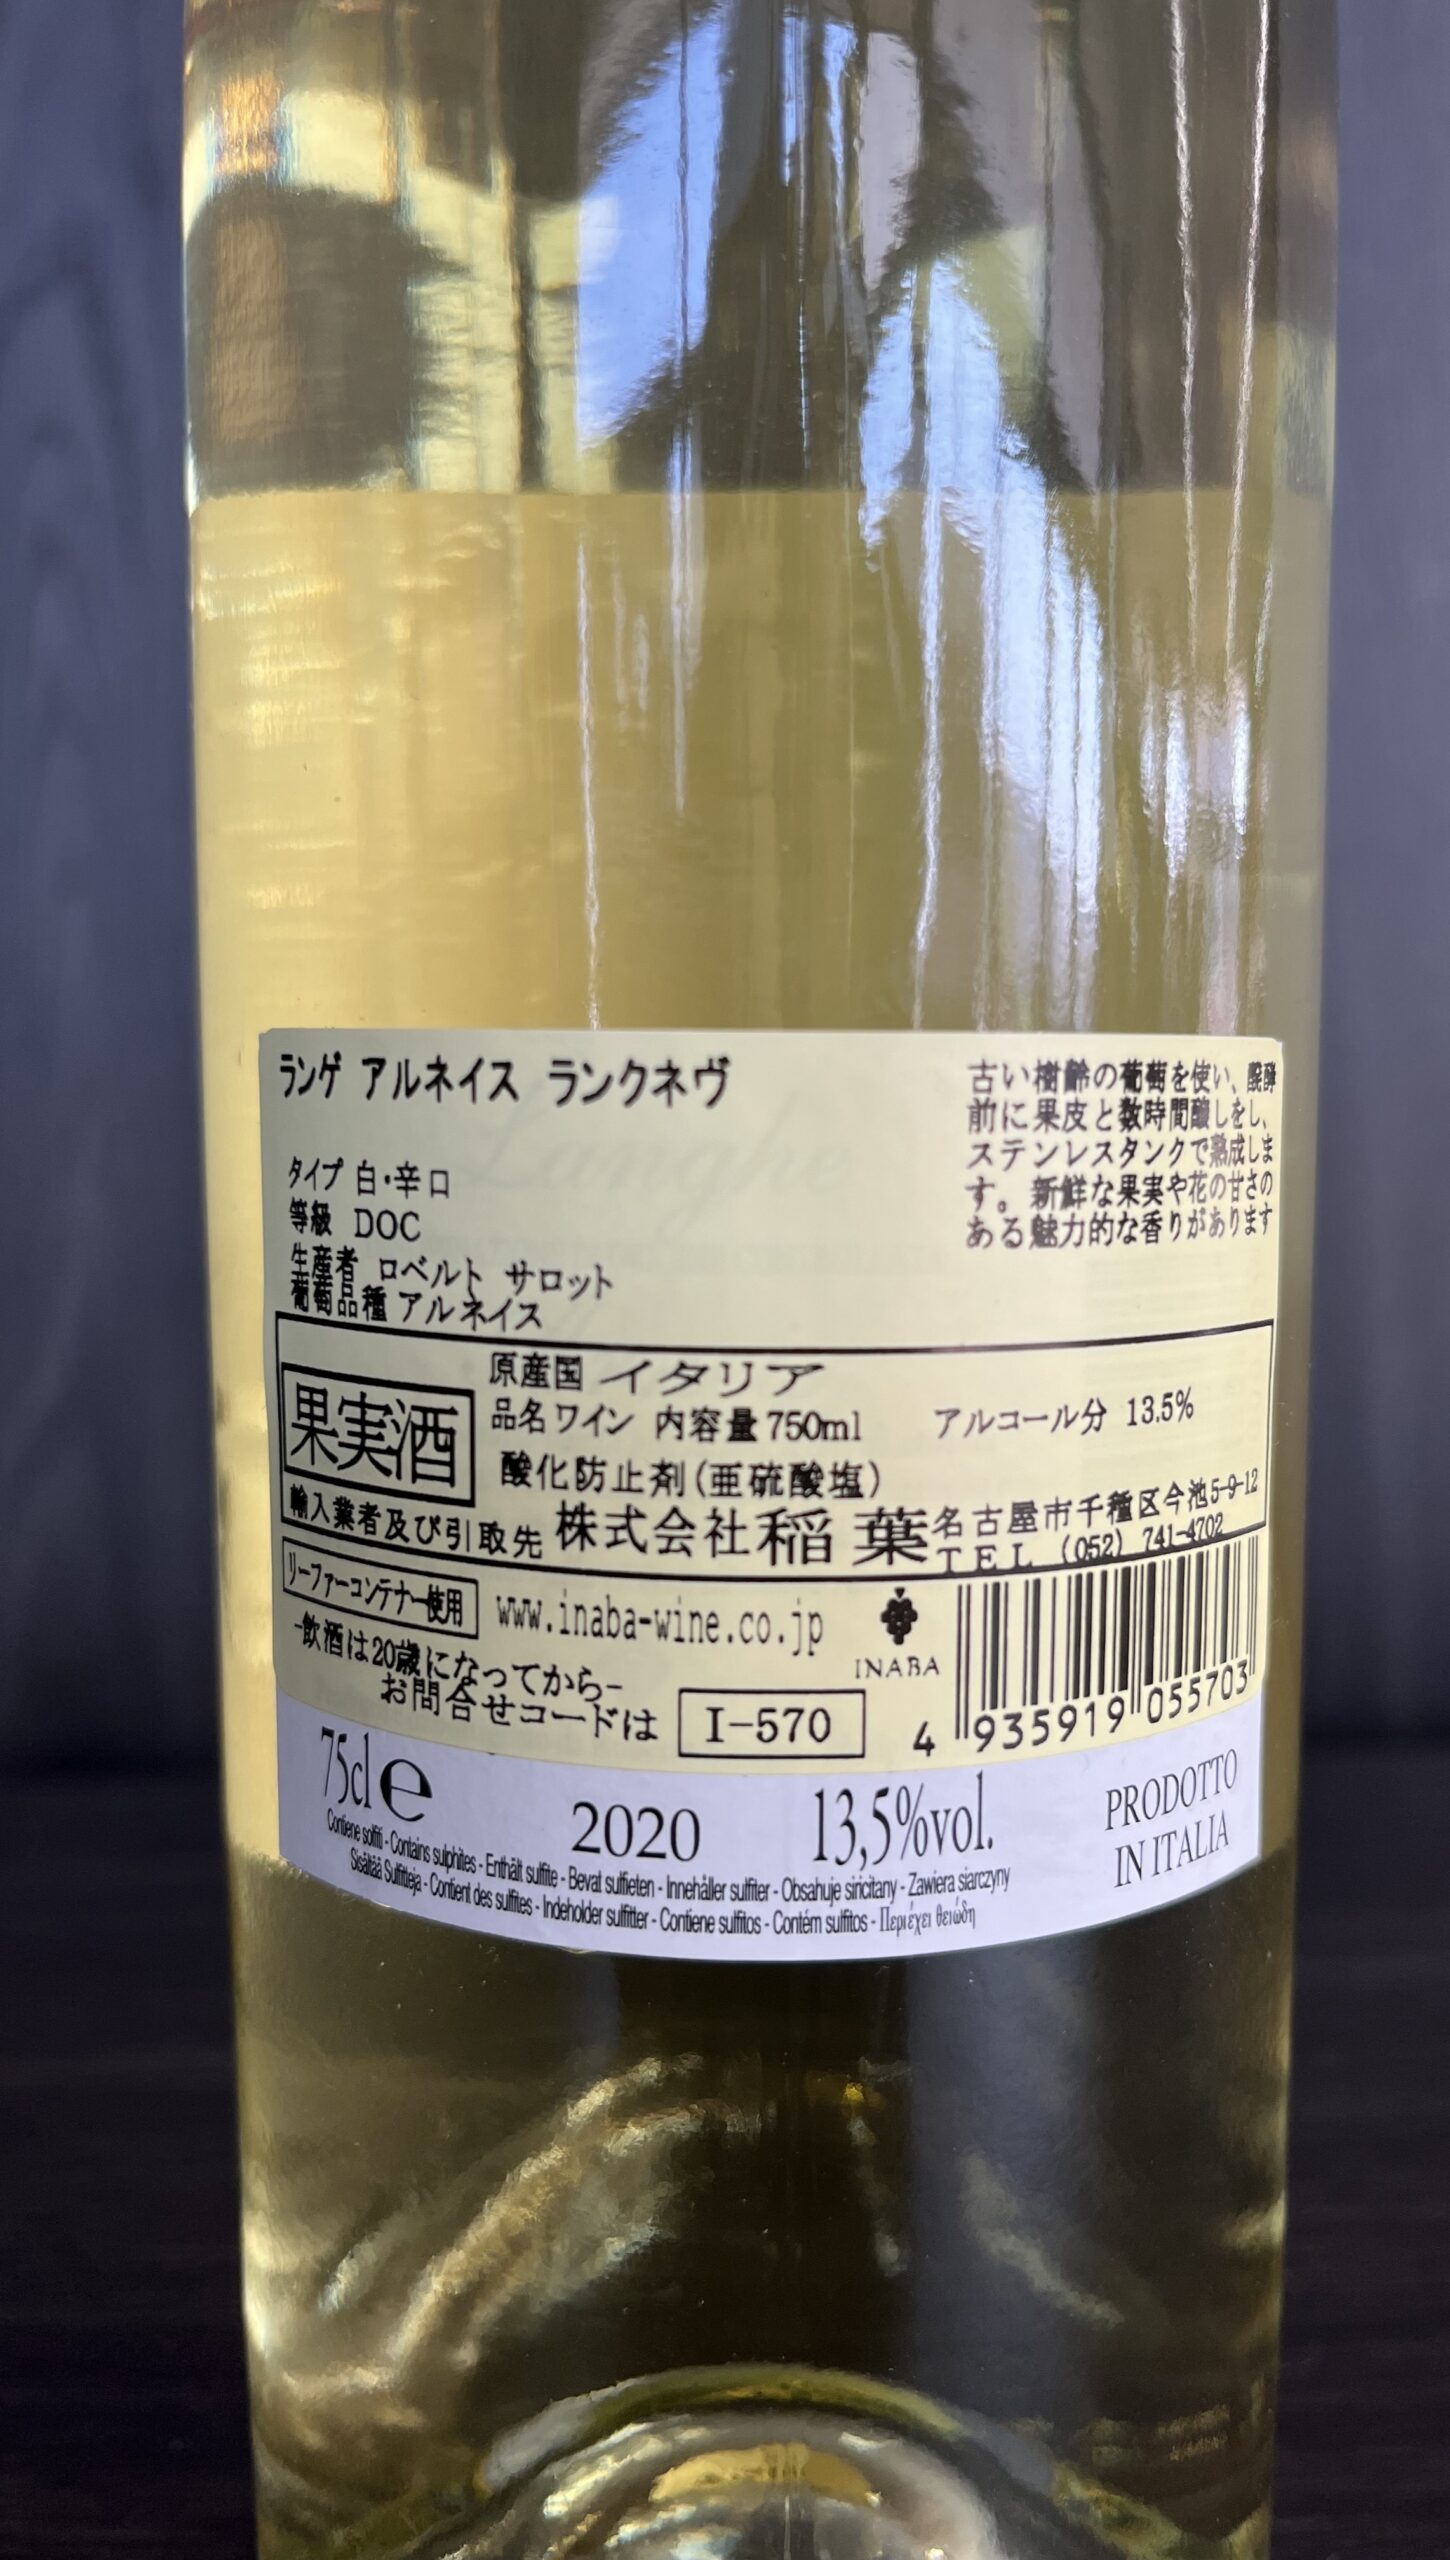 ランゲ アルネイス ランクネヴ
古い樹齢の葡萄を使い、醗酵
前に果皮と数時間醸しをし、
ステンレスタンクで熟成しま
す。新鮮な果実や花の甘さの
ある魅力的な香りがあります
タイプ 白・辛口
等級 DOC
生産者 ロベルト サロット
葡萄品種 アルネイス
果実酒
原産国 イタリア
品名 ワイン 内容量 750ml アルコール分 13.5%
酸化防止剤(亜硫酸塩)
輸入業者及び引取先 株式会社 稲葉 名古屋市千種区今池5-9-12
TEL (052) 741-4702
リーファーコンテナー使用 www.inaba-wine.co.jp
INABA
-飲酒は20歳になってから-
お問合せコードは I-570
4 935919 055703
75cl e 2020 13,5%vol. PRODOTTO
IN ITALIA
Contiene solfiti - Contains sulphites - Enthält sulfite - Bevat sulfieten - Innehåller sulfiter - Obsahuje siricitany - Zawiera siarczyny
Sisältää Sulfitteja - Contient des sulfites - Indeholder sulfitter - Contiene sulfitos - Contém sulfitos - Περιέχει θειώδη